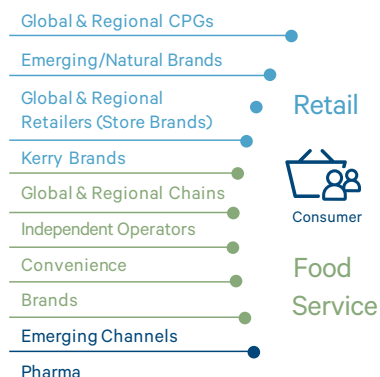 Global & Regional CPGs
Emerging/Natural Brands
Global & Regional
Retailers (Store Brands)
Kerry Brands
Global & Regional Chains
Independent Operators
Convenience
Brands
Emerging Channels
Pharma
Retail
Consumer
Food
Service